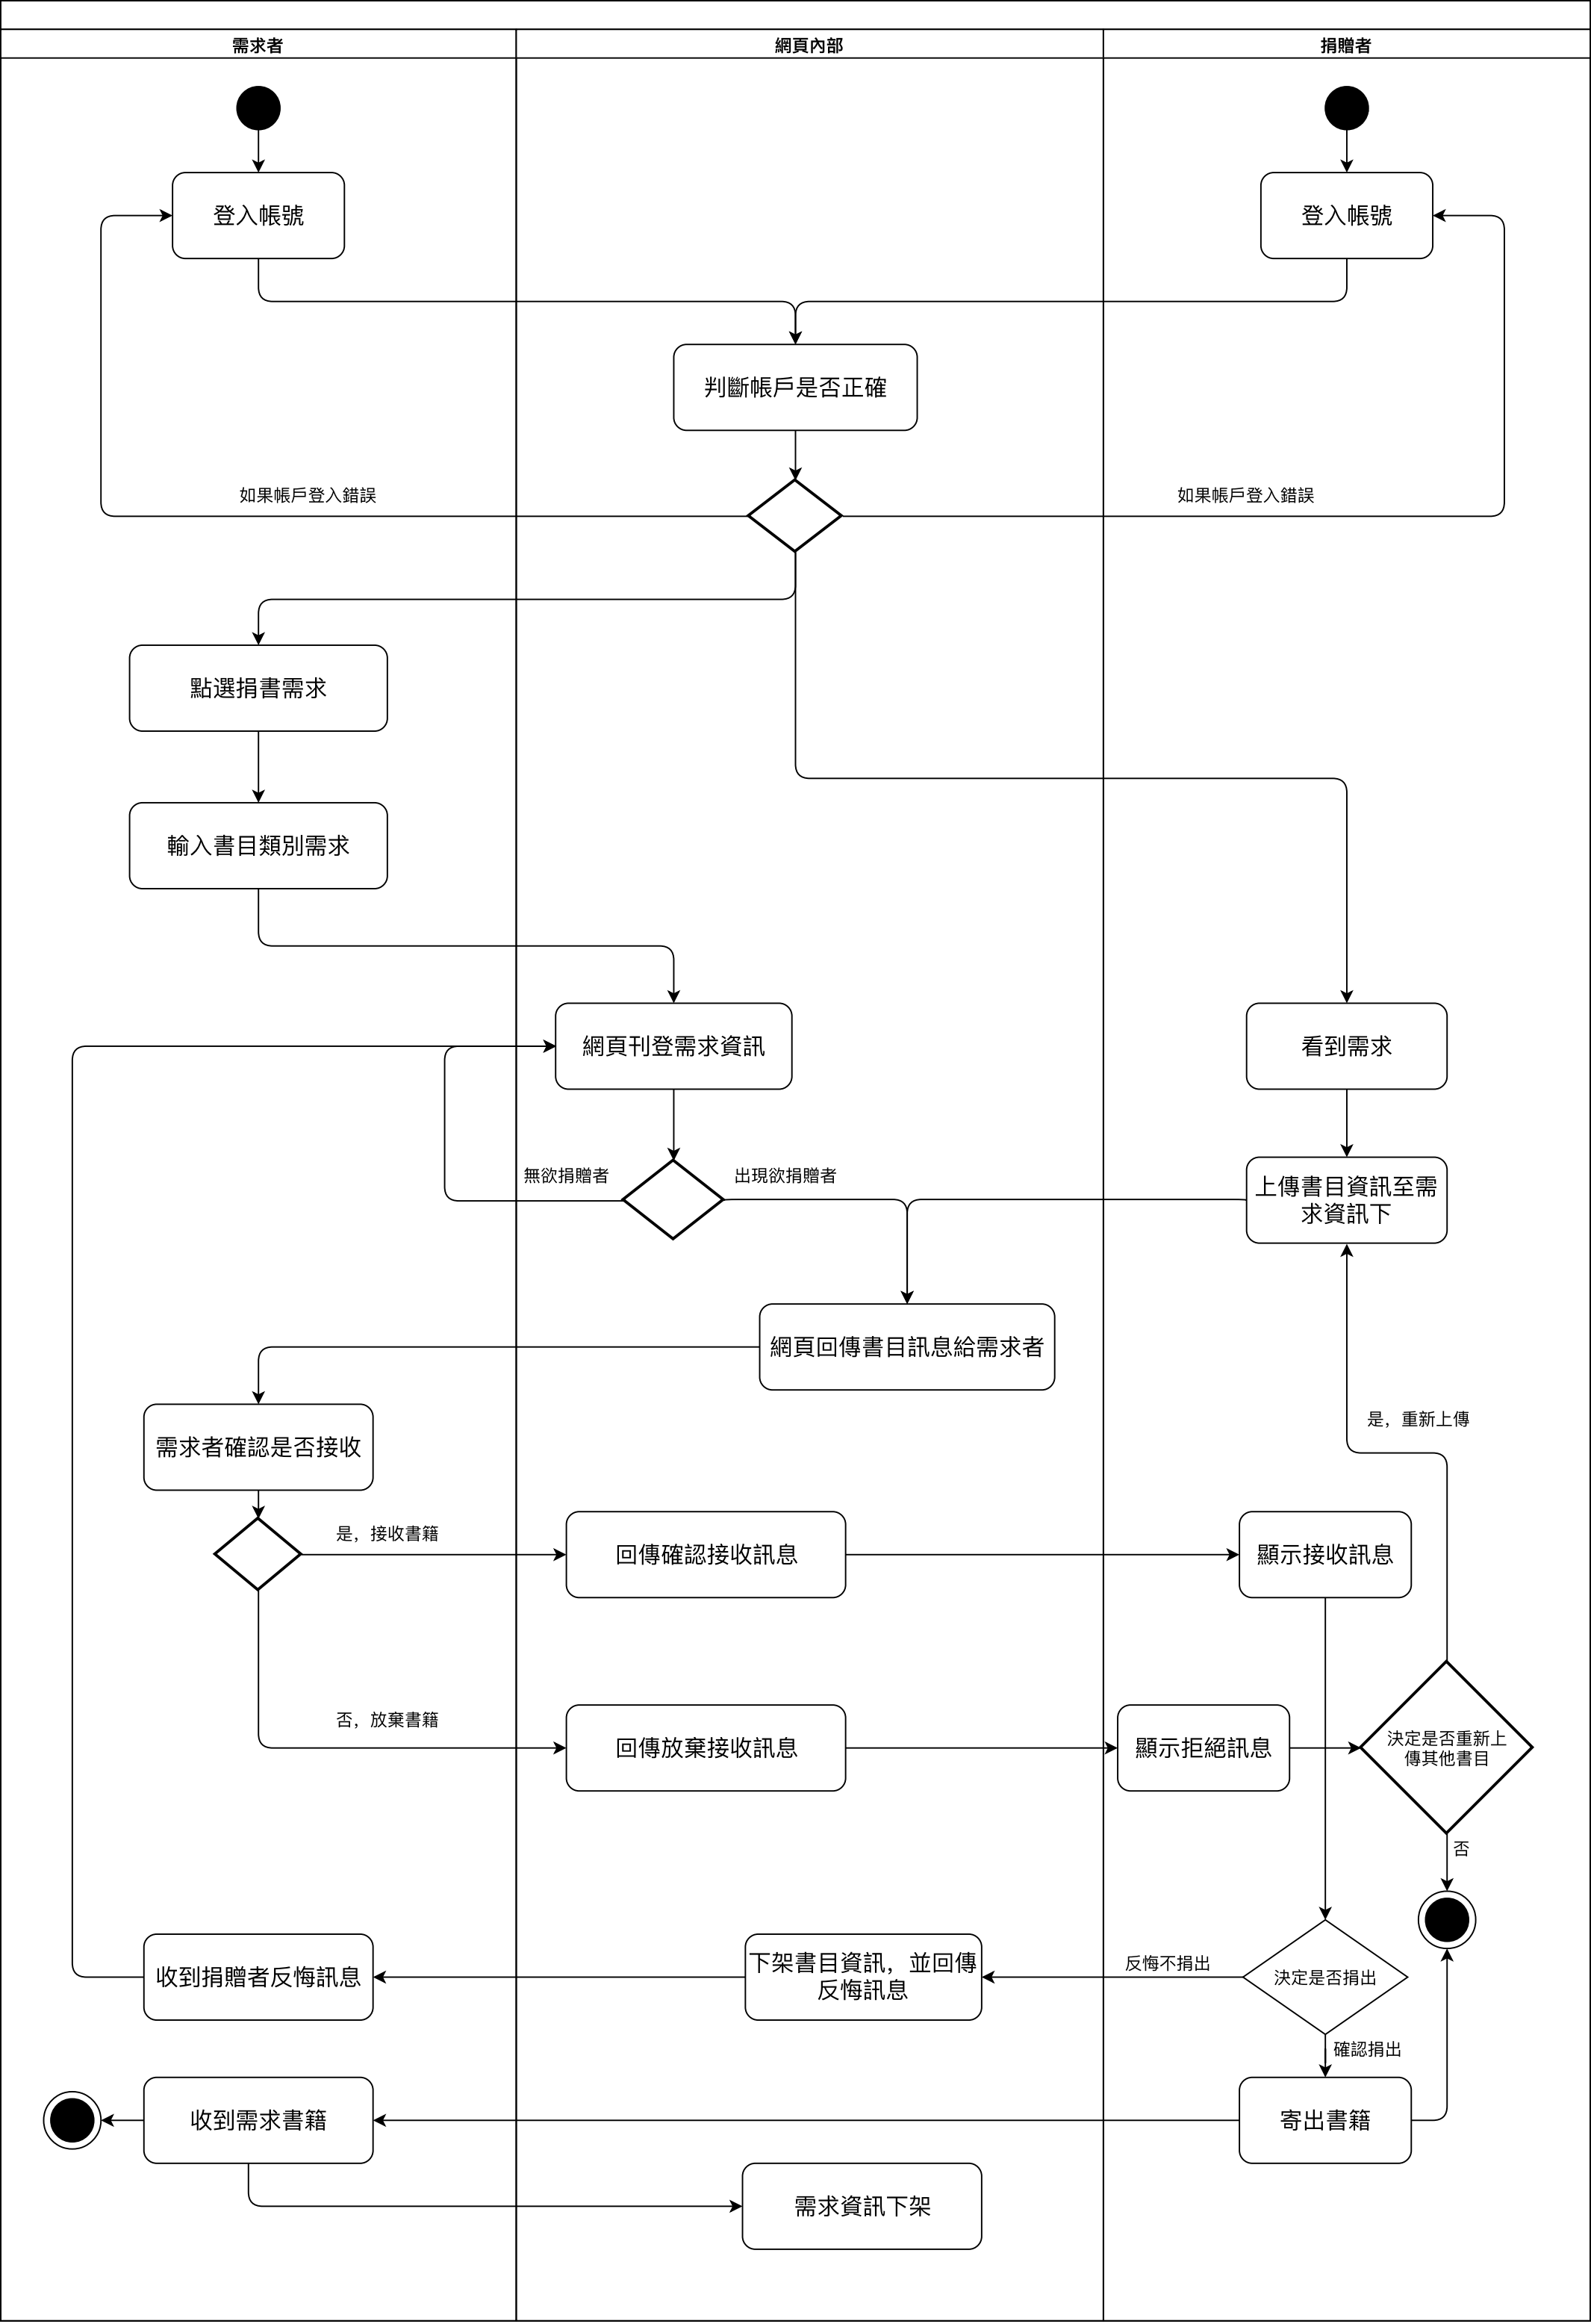 需求者
網頁內部
捐贈者
登入帳號
登入帳號
判斷帳戶是否正確
如果帳戶登入錯誤
如果帳戶登入錯誤
點選捐書需求
輸入書目類別需求
網頁刊登需求資訊
看到需求
無欲捐贈者
出現欲捐贈者
上傳書目資訊至需
求資訊下
網頁回傳書目訊息給需求者
需求者確認是否接收
是，重新上傳
是，接收書籍
回傳確認接收訊息
顯示接收訊息
否，放棄書籍
回傳放棄接收訊息
顯示拒絕訊息
決定是否重新上
傳其他書目
否
收到捐贈者反悔訊息
下架書目資訊，並回傳
反悔訊息
反悔不捐出
決定是否捐出
確認捐出
收到需求書籍
寄出書籍
需求資訊下架